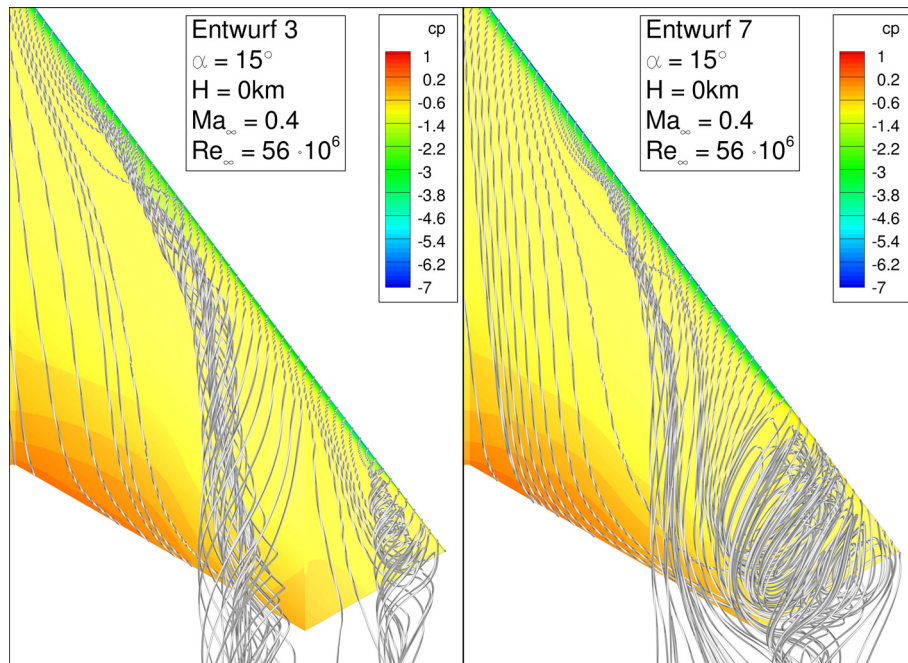 Entwurf 3
α = 15°
H = 0km
Ma∞ = 0.4
Re∞ = 56 ·10⁶
cp
1
0.2
-0.6
-1.4
-2.2
-3
-3.8
-4.6
-5.4
-6.2
-7
Entwurf 7
α = 15°
H = 0km
Ma∞ = 0.4
Re∞ = 56 ·10⁶
cp
1
0.2
-0.6
-1.4
-2.2
-3
-3.8
-4.6
-5.4
-6.2
-7